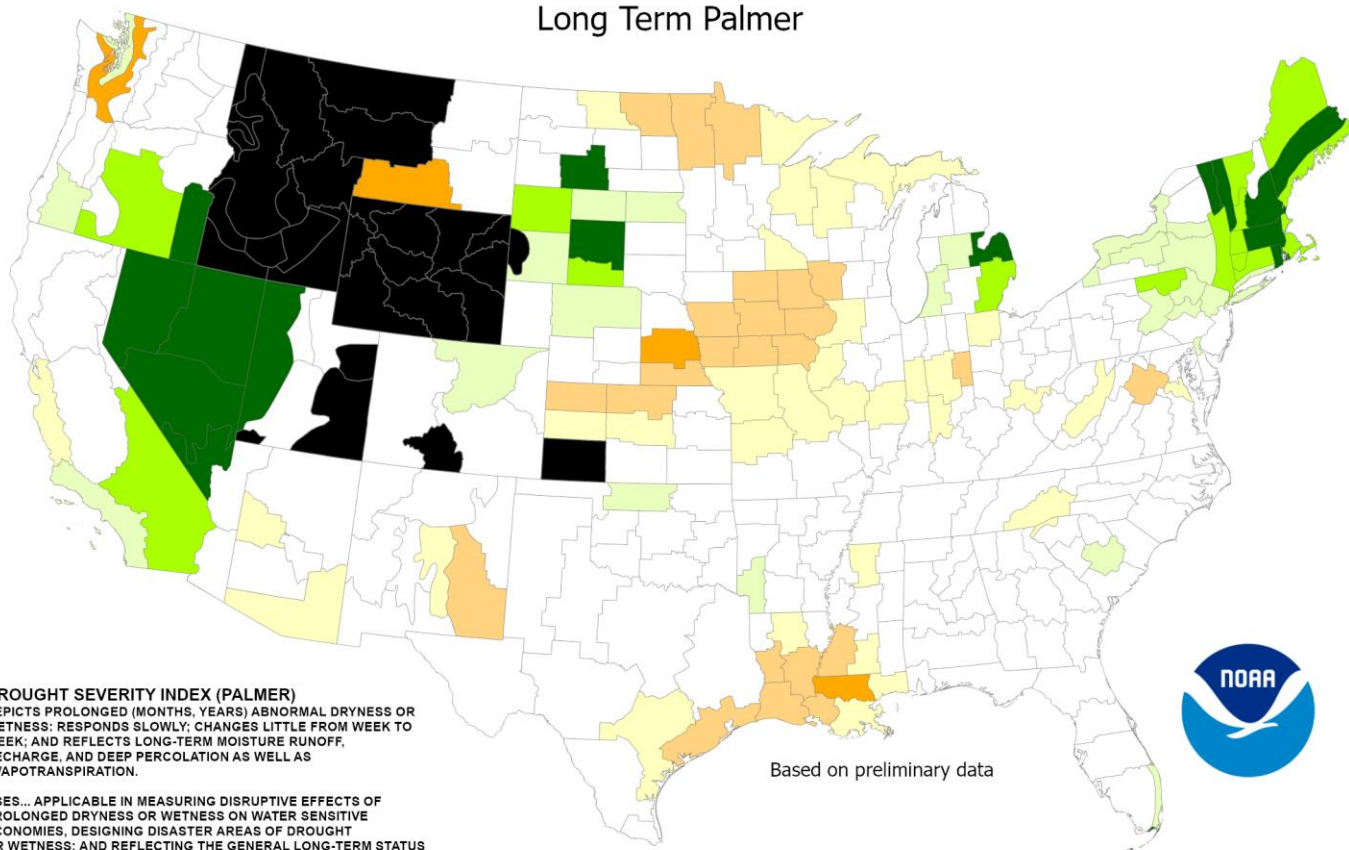 Long Term Palmer
NOAA
ROUGHT SEVERITY INDEX (PALMER)
EPICTS PROLONGED (MONTHS, YEARS) ABNORMAL DRYNESS OR
ETNESS: RESPONDS SLOWLY; CHANGES LITTLE FROM WEEK TO
EEK; AND REFLECTS LONG-TERM MOISTURE RUNOFF,
ECHARGE, AND DEEP PERCOLATION AS WELL AS
VAPOTRANSPIRATION.
Based on preliminary data
SES... APPLICABLE IN MEASURING DISRUPTIVE EFFECTS OF
ROLONGED DRYNESS OR WETNESS ON WATER SENSITIVE
CONOMIES, DESIGNING DISASTER AREAS OF DROUGHT
R WETNESS; AND REFLECTING THE GENERAL LONG-TERM STATUS